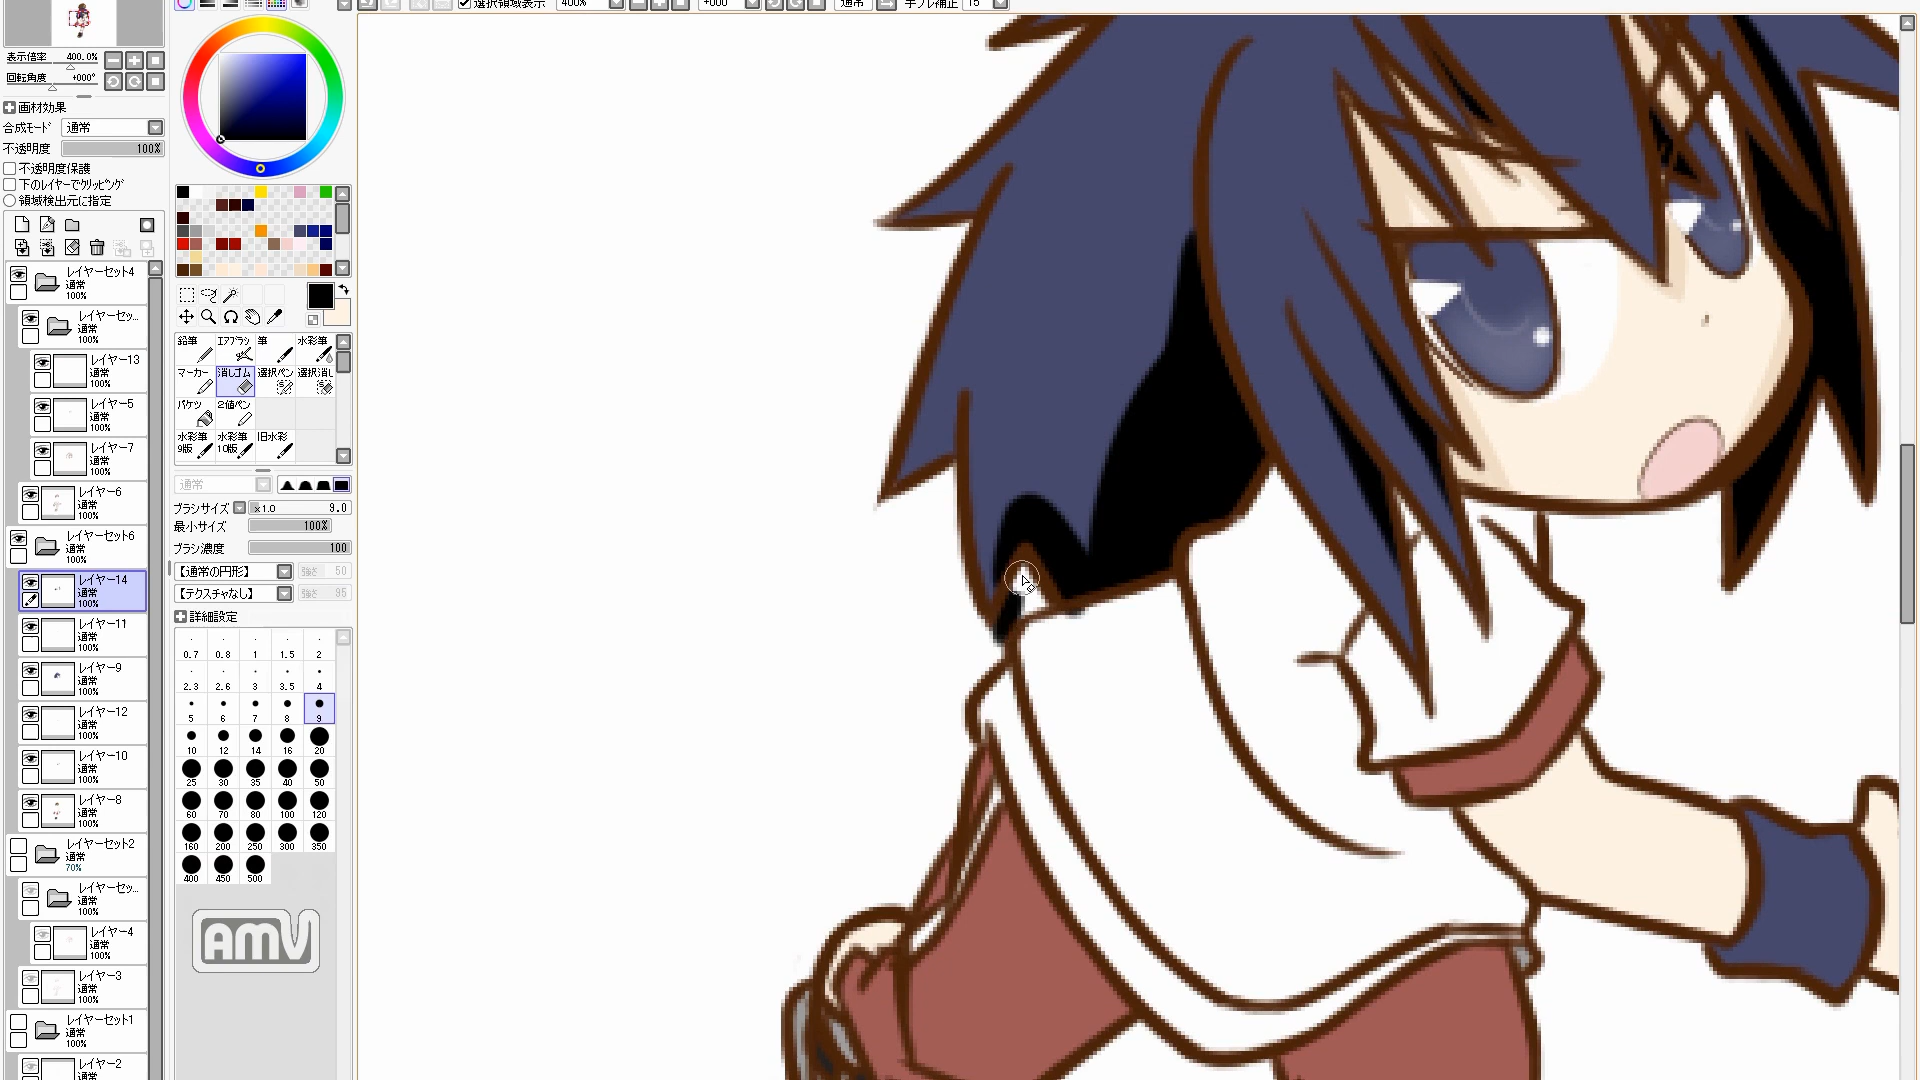 選択領域表示 400% +000° 通常 手ブレ補正 15
表示倍率 400.0%
回転角度 +000°
画材効果
合成モード 通常
不透明度 100%
不透明度保護
下のレイヤーでクリッピング
領域検出元に指定
レイヤーセット4
通常
100%
レイヤーセッ...
通常
100%
レイヤー13
通常
100%
レイヤー5
通常
100%
レイヤー7
通常
100%
レイヤー6
通常
100%
レイヤーセット6
通常
100%
レイヤー14
通常
100%
レイヤー11
通常
100%
レイヤー9
通常
100%
レイヤー12
通常
100%
レイヤー10
通常
100%
レイヤー8
通常
100%
レイヤーセット2
通常
70%
レイヤーセッ...
通常
100%
レイヤー4
通常
100%
レイヤー3
通常
100%
レイヤーセット1
通常
100%
レイヤー2
通常
鉛筆 エアブラシ 筆 水彩筆
マーカー 消しゴム 選択ペン 選択消し
バケツ 2値ペン
水彩筆9版 水彩筆10版 旧水彩
通常
ブラシサイズ x1.0 9.0
最小サイズ 100%
ブラシ濃度 100
【通常の円形】 強さ 50
【テクスチャなし】 強さ 95
詳細設定
0.7 0.8 1 1.5 2
2.3 2.6 3 3.5 4
5 6 7 8 9
10 12 14 16 20
25 30 35 40 50
60 70 80 100 120
160 200 250 300 350
400 450 500
AMV